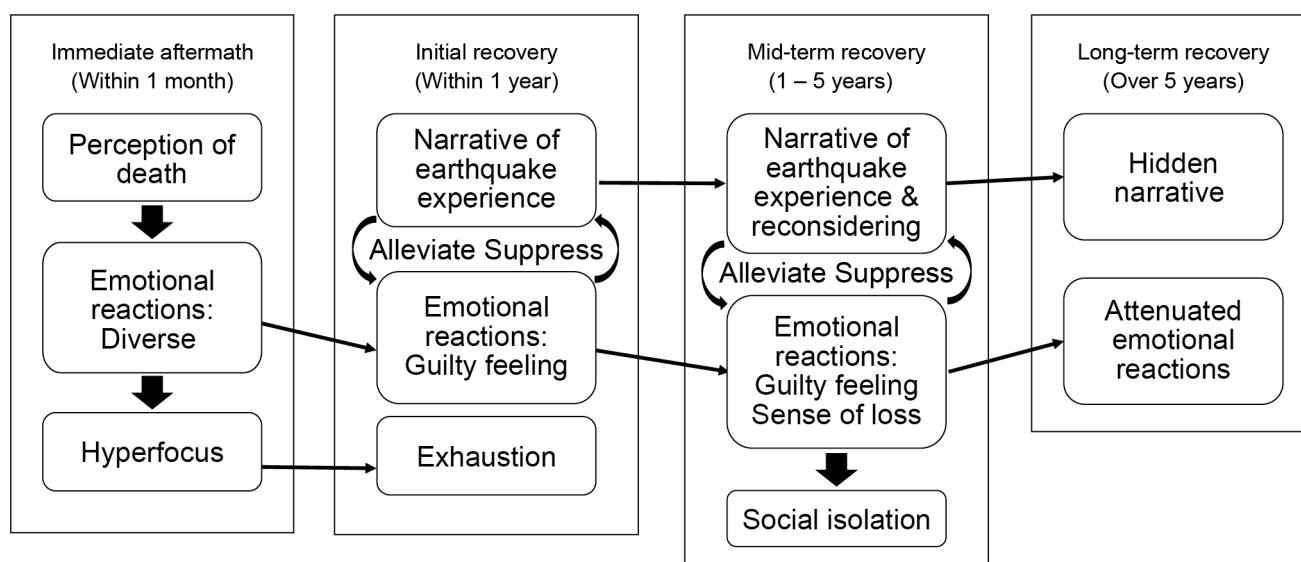 Immediate aftermath
(Within 1 month)
Perception of
death
Emotional
reactions:
Diverse
Hyperfocus
Initial recovery
(Within 1 year)
Narrative of
earthquake
experience
Alleviate Suppress
Emotional
reactions:
Guilty feeling
Exhaustion
Mid-term recovery
(1 – 5 years)
Narrative of
earthquake
experience &
reconsidering
Alleviate Suppress
Emotional
reactions:
Guilty feeling
Sense of loss
Social isolation
Long-term recovery
(Over 5 years)
Hidden
narrative
Attenuated
emotional
reactions